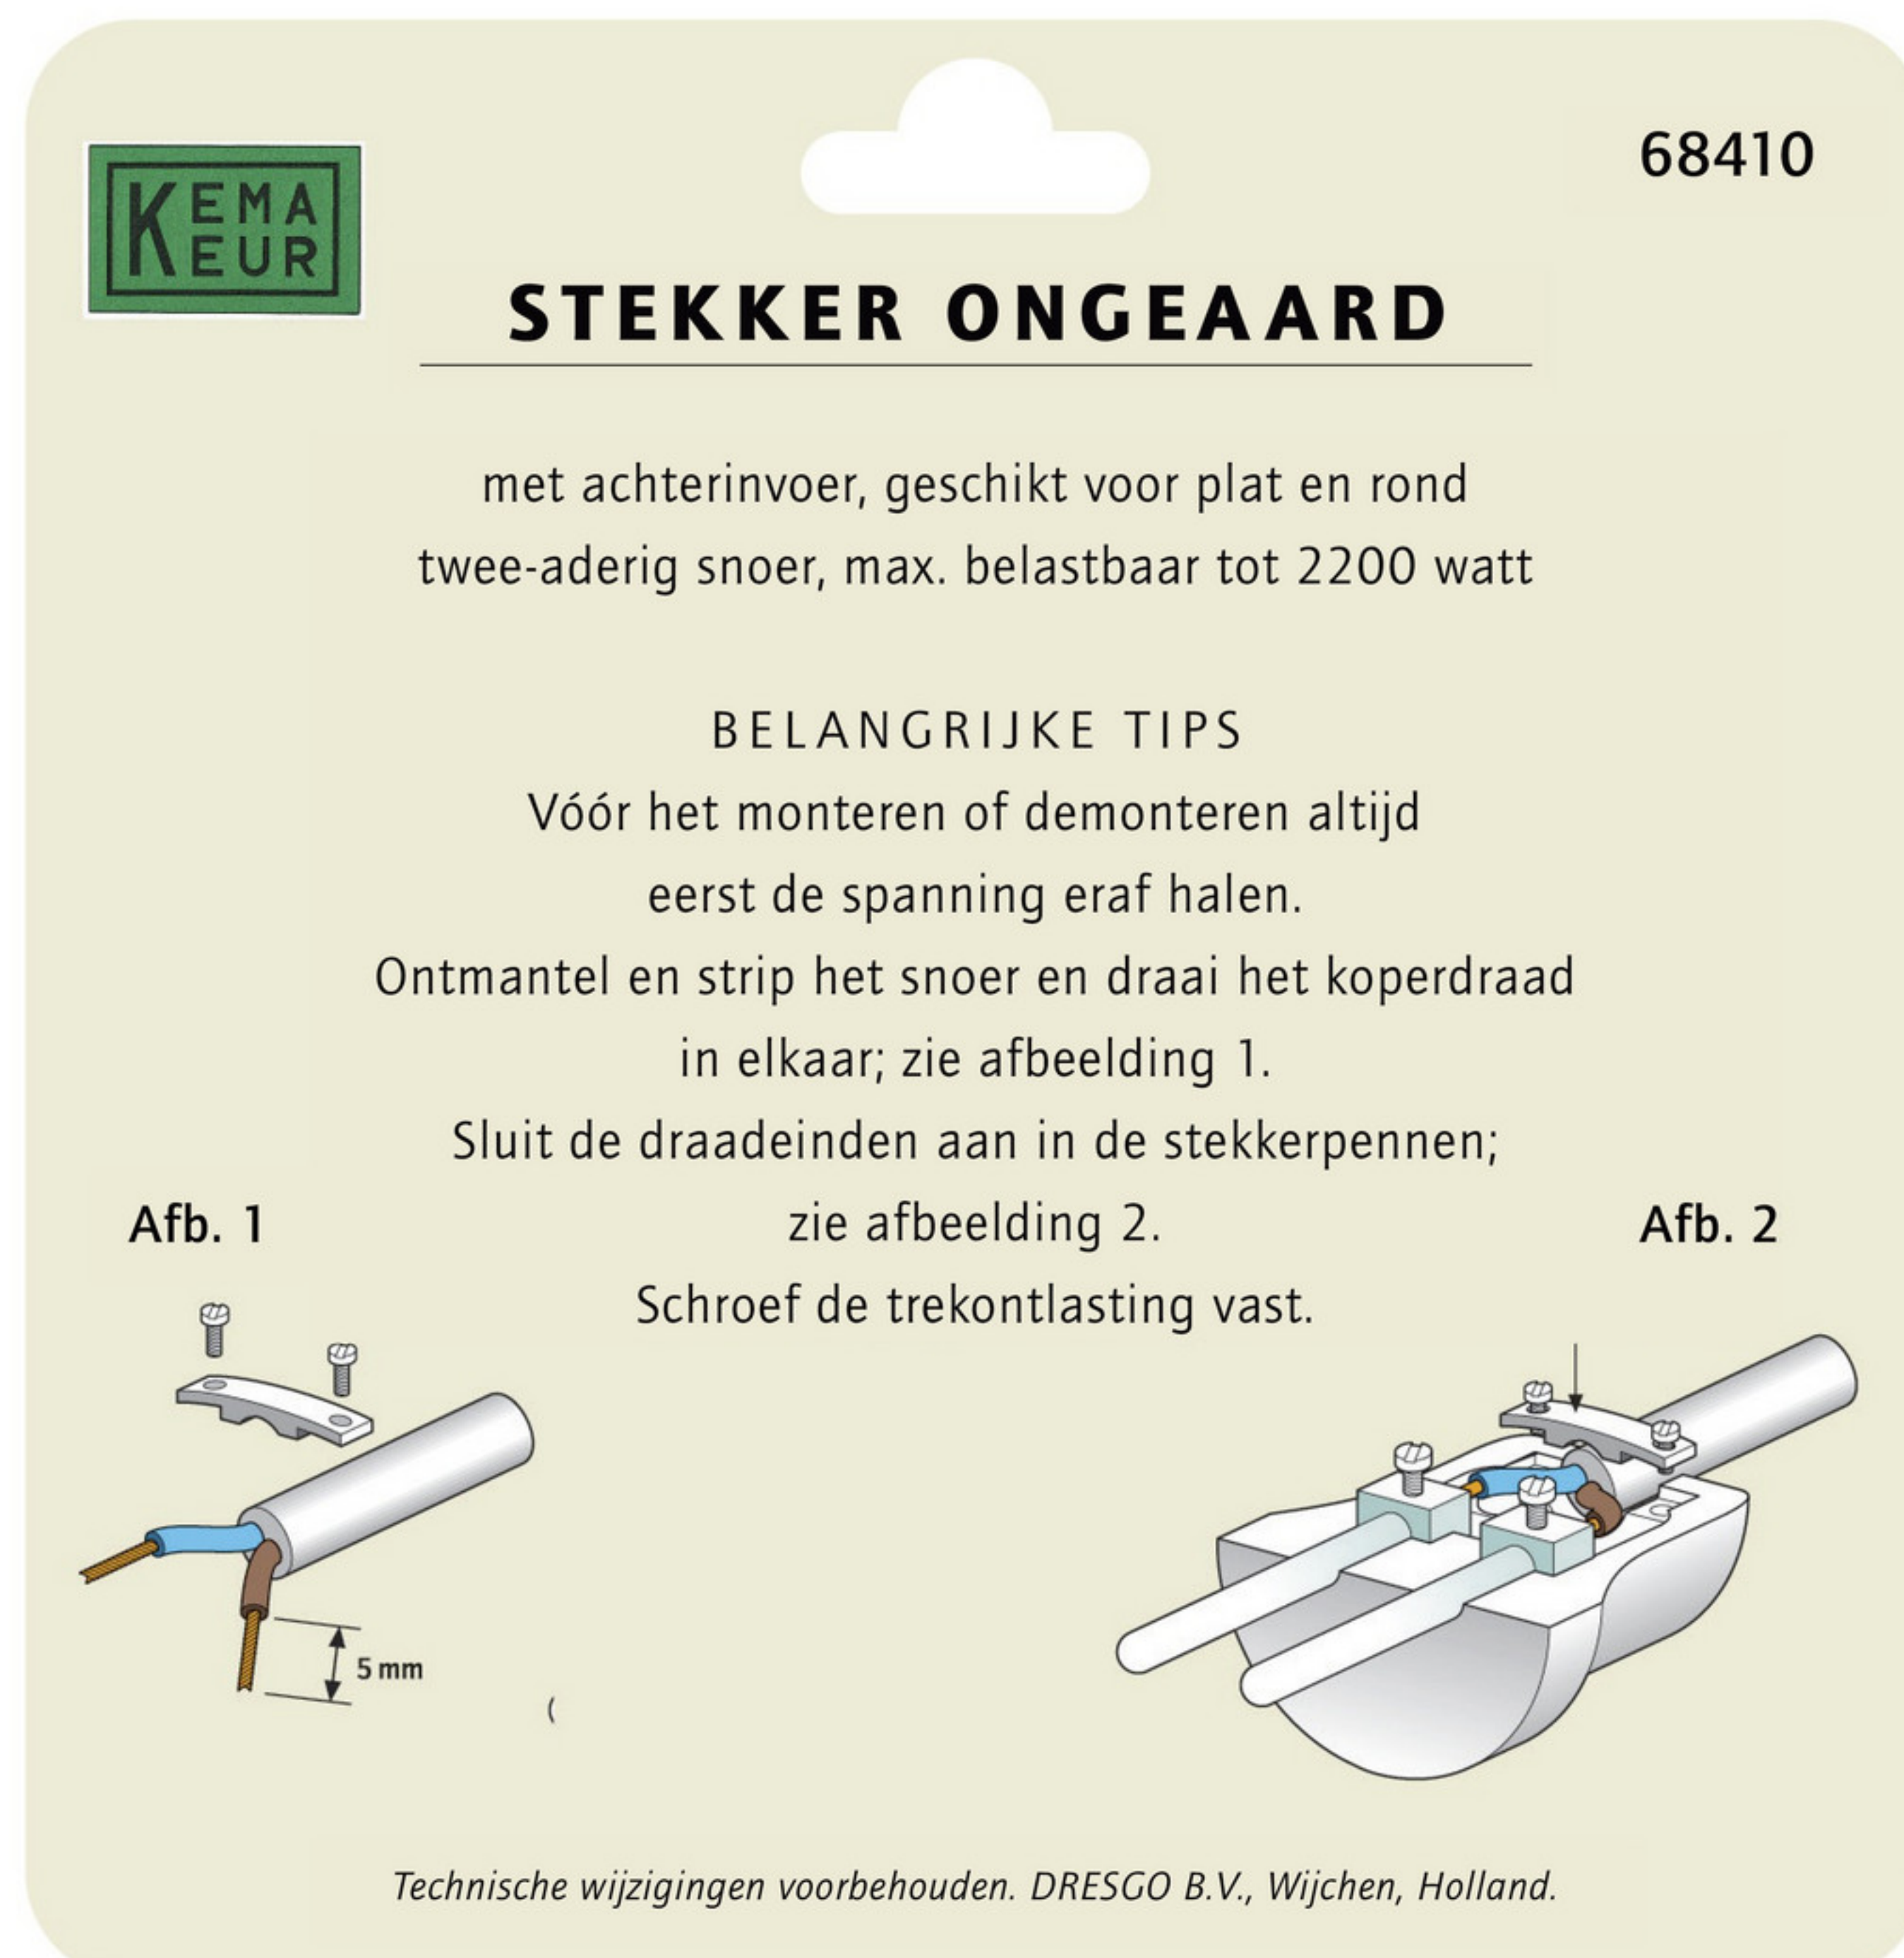 KEMA
KEUR
68410
STEKKER ONGEAARD
met achterinvoer, geschikt voor plat en rond
twee-aderig snoer, max. belastbaar tot 2200 watt
BELANGRIJKE TIPS
Vóór het monteren of demonteren altijd
eerst de spanning eraf halen.
Ontmantel en strip het snoer en draai het koperdraad
in elkaar; zie afbeelding 1.
Sluit de draadeinden aan in de stekkerpennen;
zie afbeelding 2.
Schroef de trekontlasting vast.
Afb. 1
Afb. 2
5 mm
(
Technische wijzigingen voorbehouden. DRESGO B.V., Wijchen, Holland.